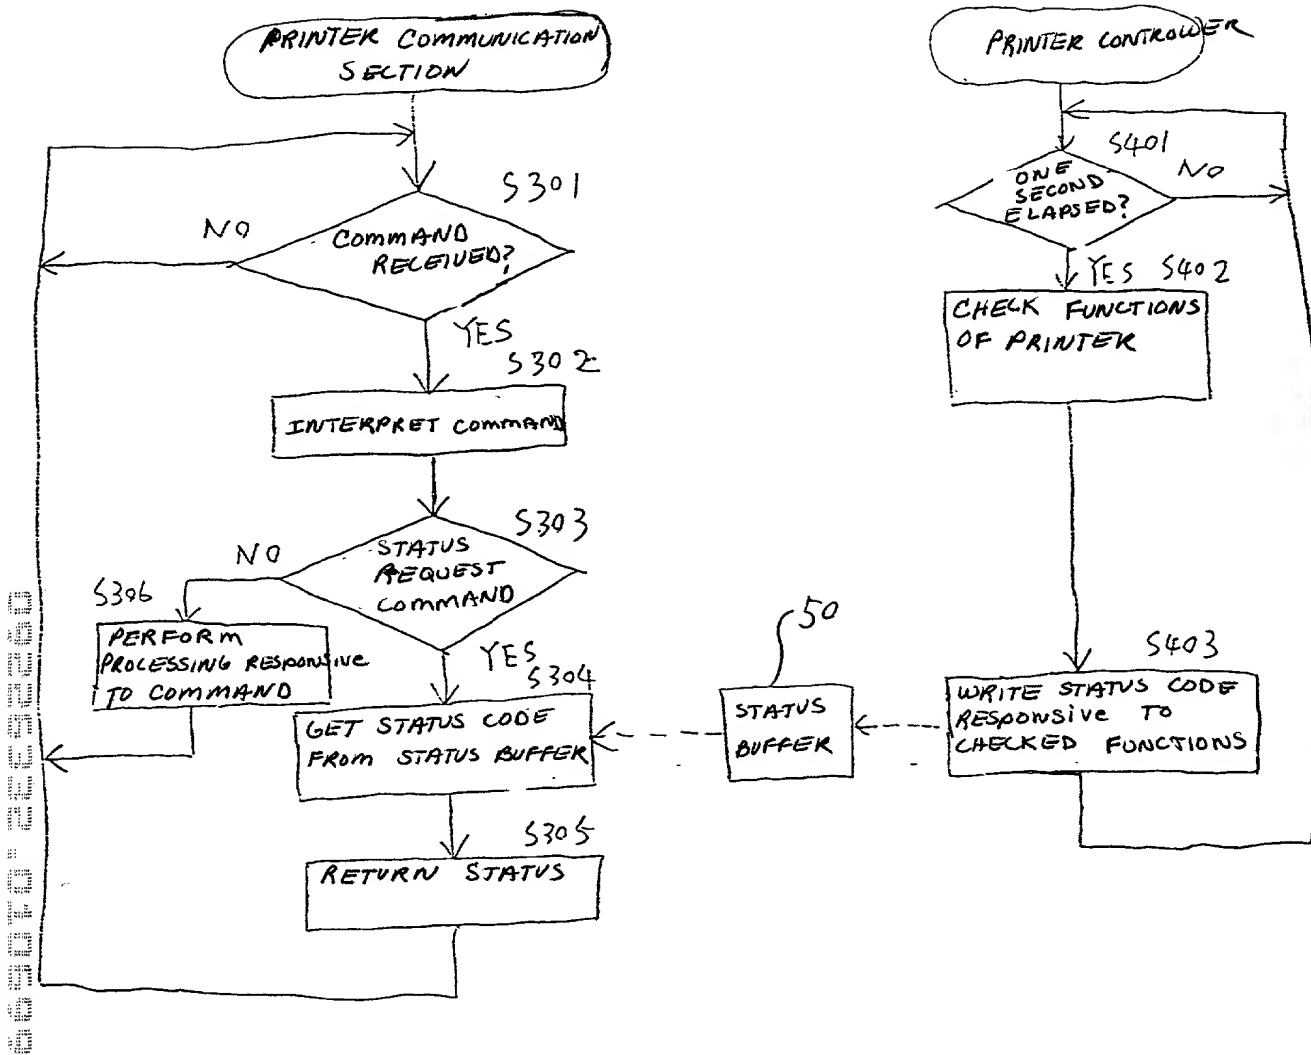 PRINTER COMMUNICATION
SECTION
S301
NO
COMMAND
RECEIVED?
YES
S302
INTERPRET COMMAND
S303
NO
STATUS
REQUEST
COMMAND
S306
PERFORM
PROCESSING RESPONSIVE
TO COMMAND
YES
S304
GET STATUS CODE
FROM STATUS BUFFER
S305
RETURN STATUS
50
STATUS
BUFFER
PRINTER CONTROLLER
S401
ONE
SECOND
ELAPSED?
NO
YES S402
CHECK FUNCTIONS
OF PRINTER
S403
WRITE STATUS CODE
RESPONSIVE TO
CHECKED FUNCTIONS
09225332.010599